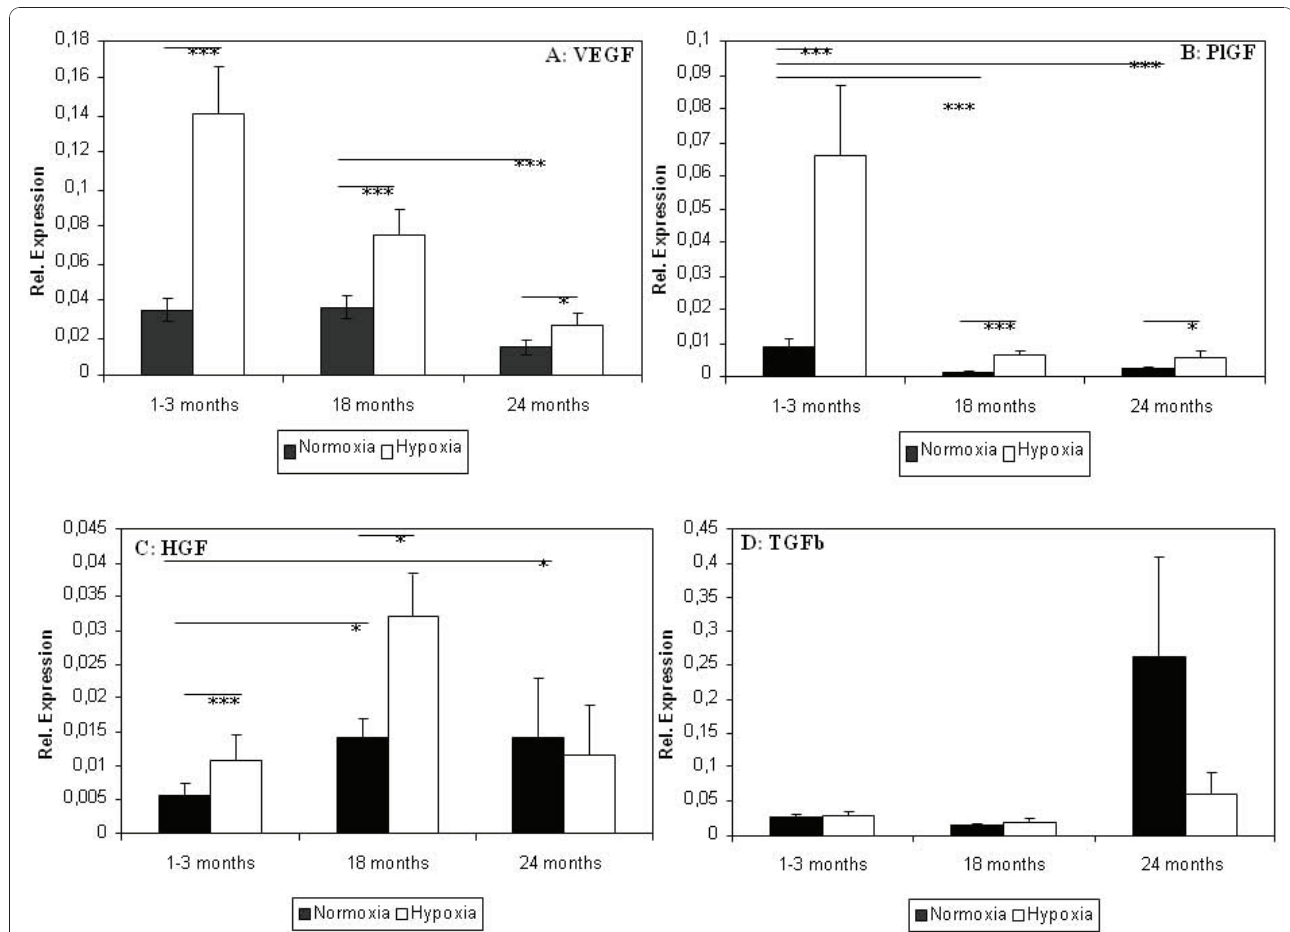 A: VEGF
Rel. Expression
0,18
0,16
0,14
0,12
0,1
0,08
0,06
0,04
0,02
0
***
***
***
*
1-3 months
18 months
24 months
Normoxia Hypoxia
B: PlGF
Rel. Expression
0,1
0,09
0,08
0,07
0,06
0,05
0,04
0,03
0,02
0,01
0
***
***
***
***
*
1-3 months
18 months
24 months
Normoxia Hypoxia
C: HGF
Rel. Expression
0,045
0,04
0,035
0,03
0,025
0,02
0,015
0,01
0,005
0
*
*
*
***
1-3 months
18 months
24 months
Normoxia Hypoxia
D: TGFb
Rel. Expression
0,45
0,4
0,35
0,3
0,25
0,2
0,15
0,1
0,05
0
1-3 months
18 months
24 months
Normoxia Hypoxia